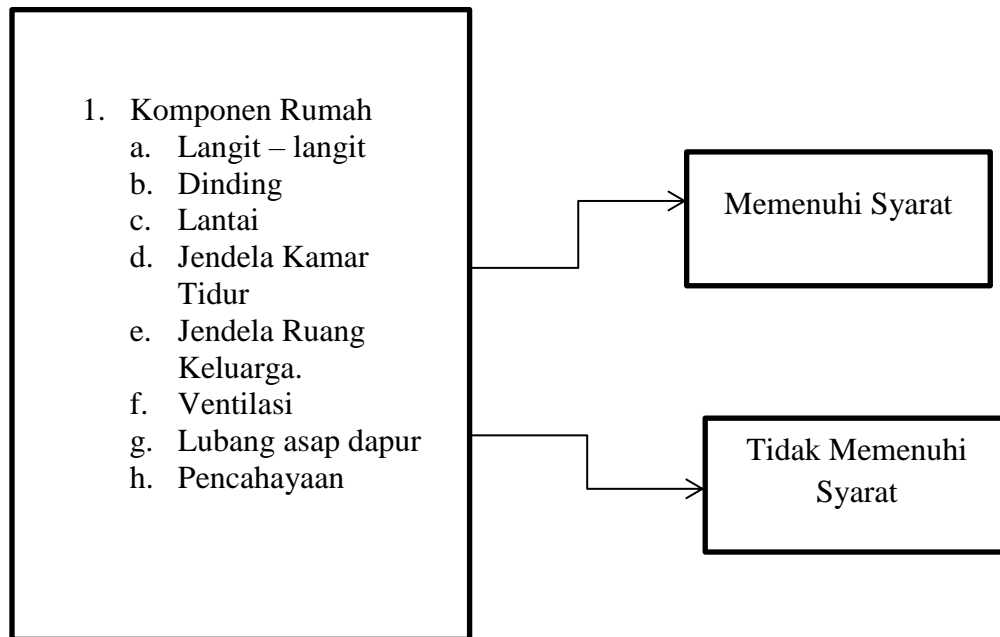 1. Komponen Rumah
a. Langit – langit
b. Dinding
c. Lantai
d. Jendela Kamar
Tidur
e. Jendela Ruang
Keluarga.
f. Ventilasi
g. Lubang asap dapur
h. Pencahayaan
Memenuhi Syarat
Tidak Memenuhi
Syarat